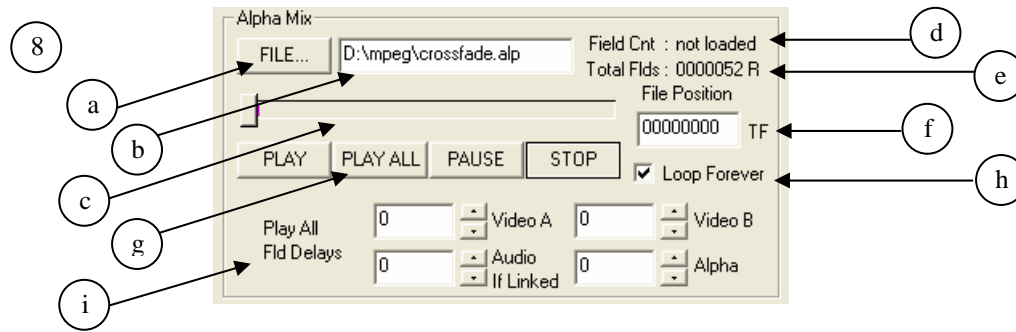 8
Alpha Mix
FILE...
D:\mpeg\crossfade.alp
Field Cnt : not loaded
Total Flds : 0000052 R
File Position
00000000 TF
PLAY
PLAY ALL
PAUSE
STOP
Loop Forever
Play All
Fld Delays
0 Video A
0 Video B
0 Audio
If Linked
0 Alpha
a
b
c
g
i
d
e
f
h